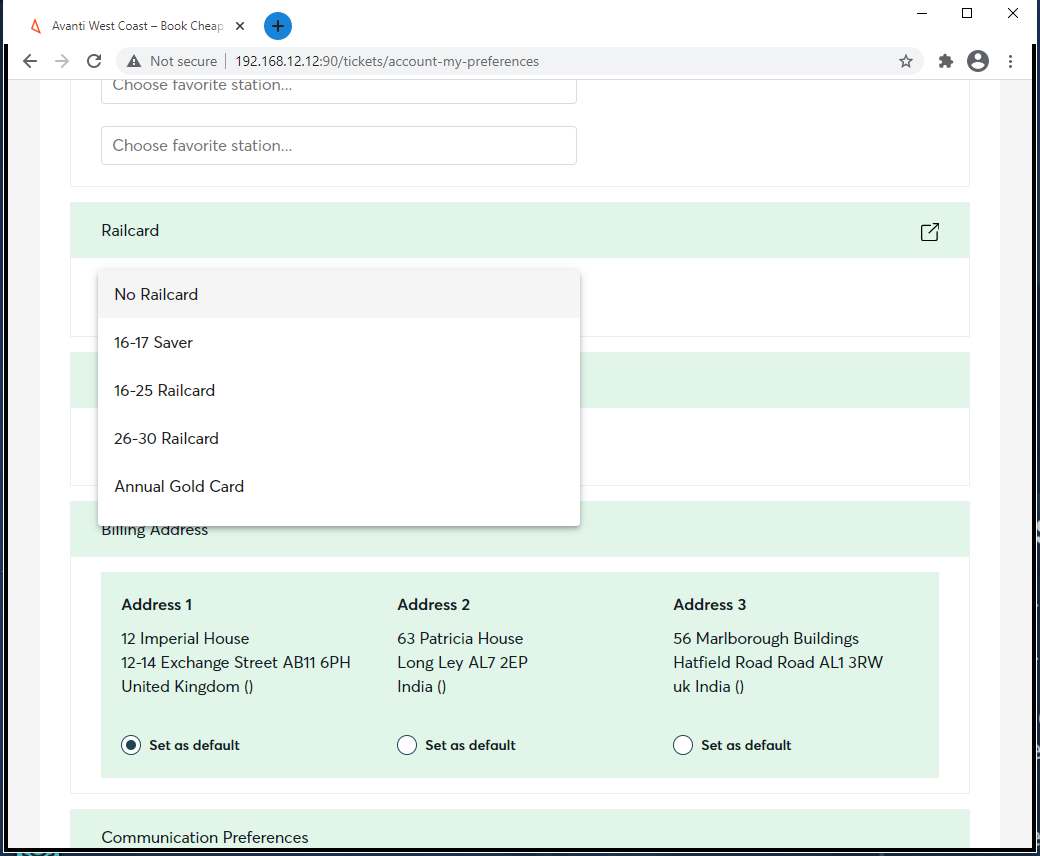 Avanti West Coast – Book Cheap
Not secure
192.168.12.12:90/tickets/account-my-preferences
Choose favorite station...
Choose favorite station...
Railcard
No Railcard
16-17 Saver
16-25 Railcard
26-30 Railcard
Annual Gold Card
Billing Address
Address 1
12 Imperial House
12-14 Exchange Street AB11 6PH
United Kingdom ()
Set as default
Address 2
63 Patricia House
Long Ley AL7 2EP
India ()
Set as default
Address 3
56 Marlborough Buildings
Hatfield Road Road AL1 3RW
uk India ()
Set as default
Communication Preferences